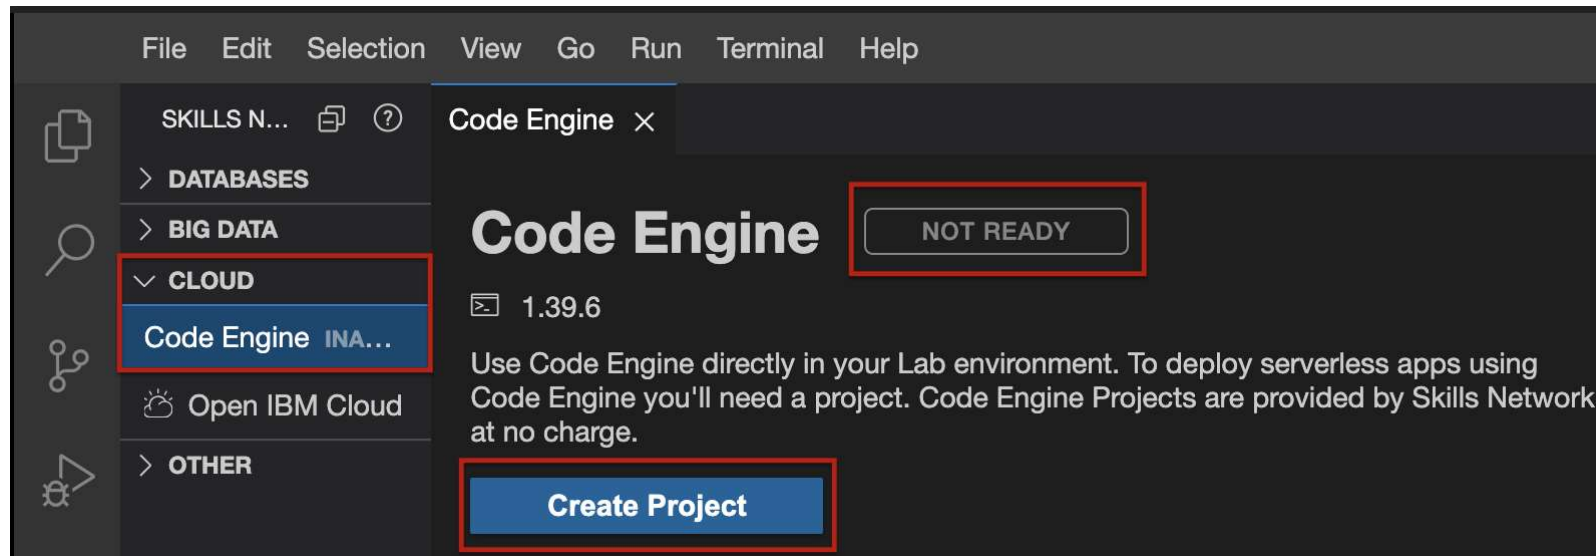 File Edit Selection View Go Run Terminal Help
SKILLS N...
Code Engine
DATABASES
BIG DATA
CLOUD
Code Engine INA...
Open IBM Cloud
OTHER
Code Engine
NOT READY
1.39.6
Use Code Engine directly in your Lab environment. To deploy serverless apps using
Code Engine you'll need a project. Code Engine Projects are provided by Skills Network
at no charge.
Create Project